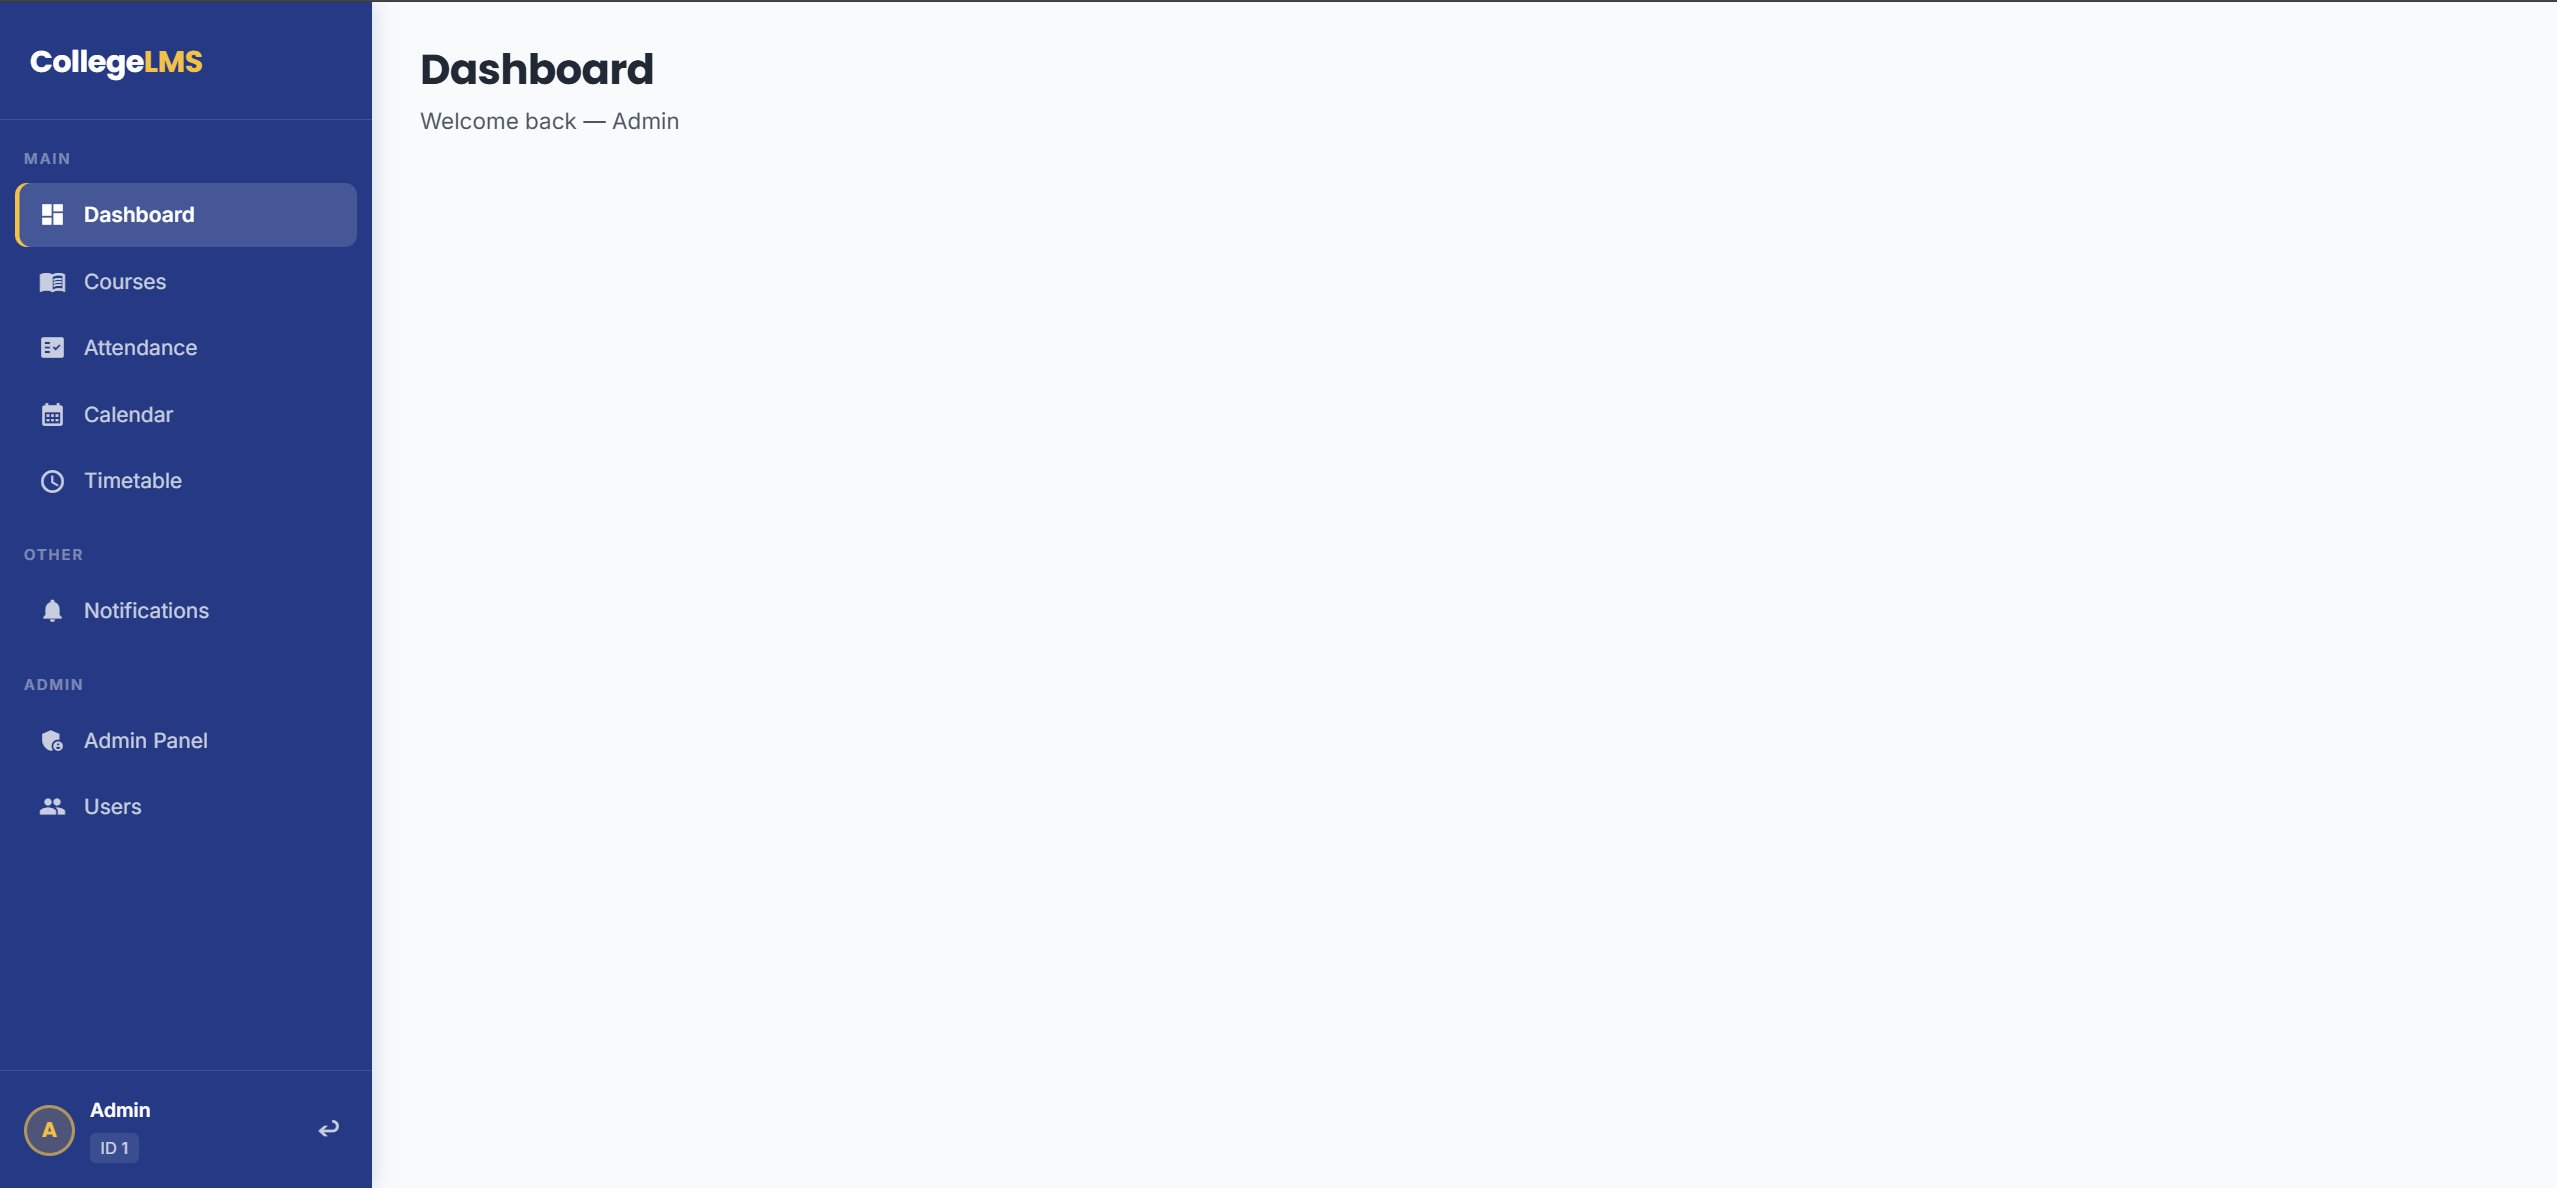 CollegeLMS
MAIN
Dashboard
Courses
Attendance
Calendar
Timetable
OTHER
Notifications
ADMIN
Admin Panel
Users
A
Admin
ID 1
Dashboard
Welcome back — Admin